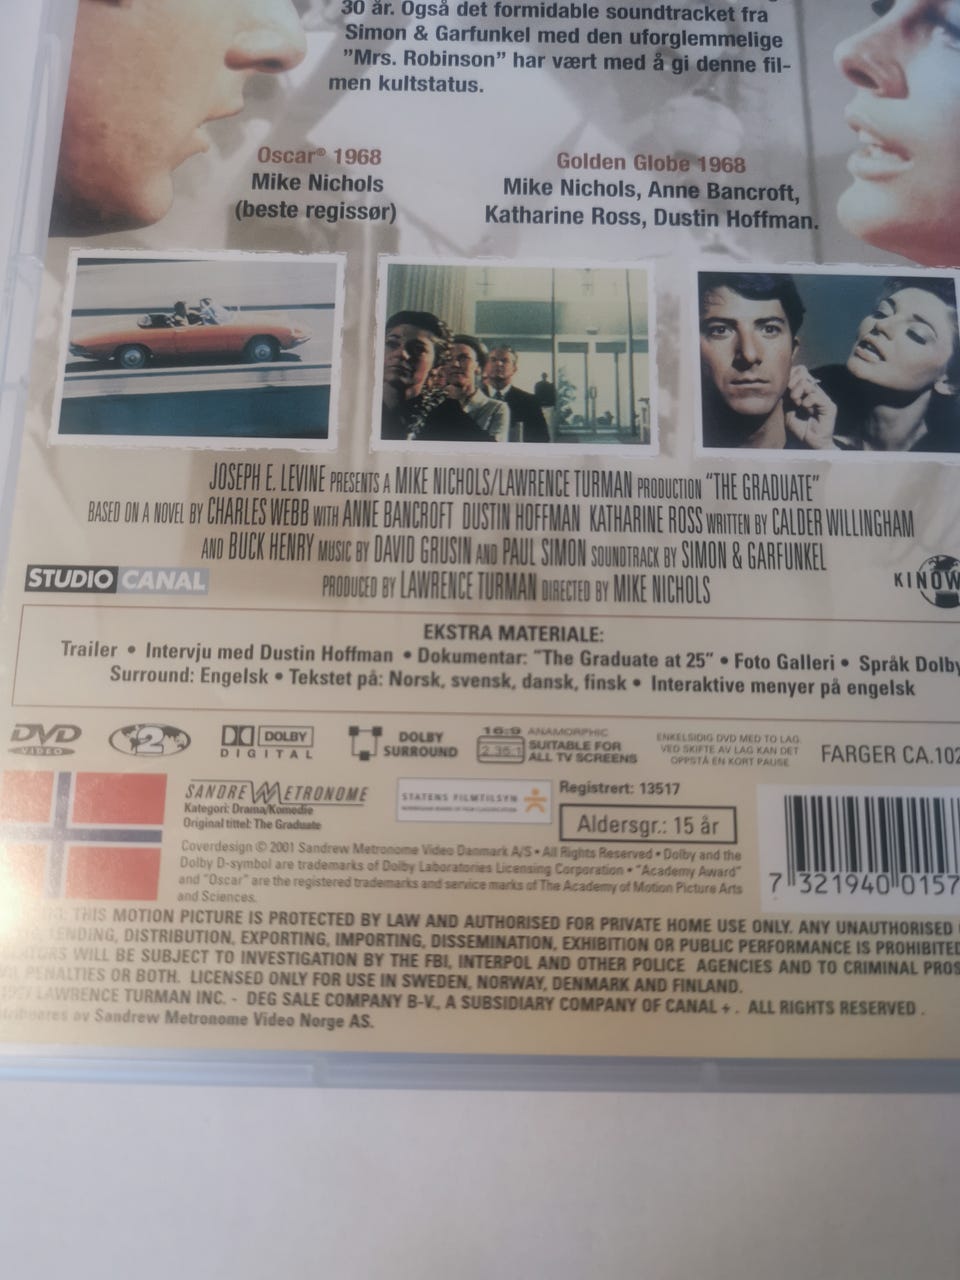 30 år. Også det formidable soundtracket fra
Simon & Garfunkel med den uforglemmelige
"Mrs. Robinson" har vært med å gi denne fil-
men kultstatus.
Oscar® 1968
Mike Nichols
(beste regissør)
Golden Globe 1968
Mike Nichols, Anne Bancroft,
Katharine Ross, Dustin Hoffman.
JOSEPH E. LEVINE PRESENTS A MIKE NICHOLS/LAWRENCE TURMAN PRODUCTION "THE GRADUATE"
BASED ON A NOVEL BY CHARLES WEBB WITH ANNE BANCROFT DUSTIN HOFFMAN KATHARINE ROSS WRITTEN BY CALDER WILLINGHAM
AND BUCK HENRY MUSIC BY DAVID GRUSIN AND PAUL SIMON SOUNDTRACK BY SIMON & GARFUNKEL
PRODUCED BY LAWRENCE TURMAN DIRECTED BY MIKE NICHOLS
STUDIO CANAL
KINOW
EKSTRA MATERIALE:
Trailer • Intervju med Dustin Hoffman • Dokumentar: "The Graduate at 25" • Foto Galleri • Språk Dolby
Surround: Engelsk • Tekstet på: Norsk, svensk, dansk, finsk • Interaktive menyer på engelsk
DVD VIDEO
2
DOLBY DIGITAL
DOLBY SURROUND
16:9 ANAMORPHIC
2.35:1 SUITABLE FOR
ALL TV SCREENS
ENKELSIDIG DVD MED TO LAG.
VED SKIFTE AV LAG KAN DET
OPPSTÅ EN KORT PAUSE
FARGER CA.102
SANDREW METRONOME
Kategori: Drama/Komedie
Original tittel: The Graduate
STATENS FILMTILSYN
Registrert: 13517
Aldersgr.: 15 år
Coverdesign © 2001 Sandrew Metronome Video Danmark A/S • All Rights Reserved • Dolby and the
Dolby D-symbol are trademarks of Dolby Laboratories Licensing Corporation • "Academy Award"
and "Oscar" are the registered trademarks and service marks of The Academy of Motion Picture Arts
and Sciences.
7 321940 0157
THIS MOTION PICTURE IS PROTECTED BY LAW AND AUTHORISED FOR PRIVATE HOME USE ONLY. ANY UNAUTHORISED
LENDING, DISTRIBUTION, EXPORTING, IMPORTING, DISSEMINATION, EXHIBITION OR PUBLIC PERFORMANCE IS PROHIBITED
WILL BE SUBJECT TO INVESTIGATION BY THE FBI, INTERPOL AND OTHER POLICE AGENCIES AND TO CRIMINAL PROS
PENALTIES OR BOTH. LICENSED ONLY FOR USE IN SWEDEN, NORWAY, DENMARK AND FINLAND.
LAWRENCE TURMAN INC. - DEG SALE COMPANY B-V., A SUBSIDIARY COMPANY OF CANAL +. ALL RIGHTS RESERVED.
av Sandrew Metronome Video Norge AS.